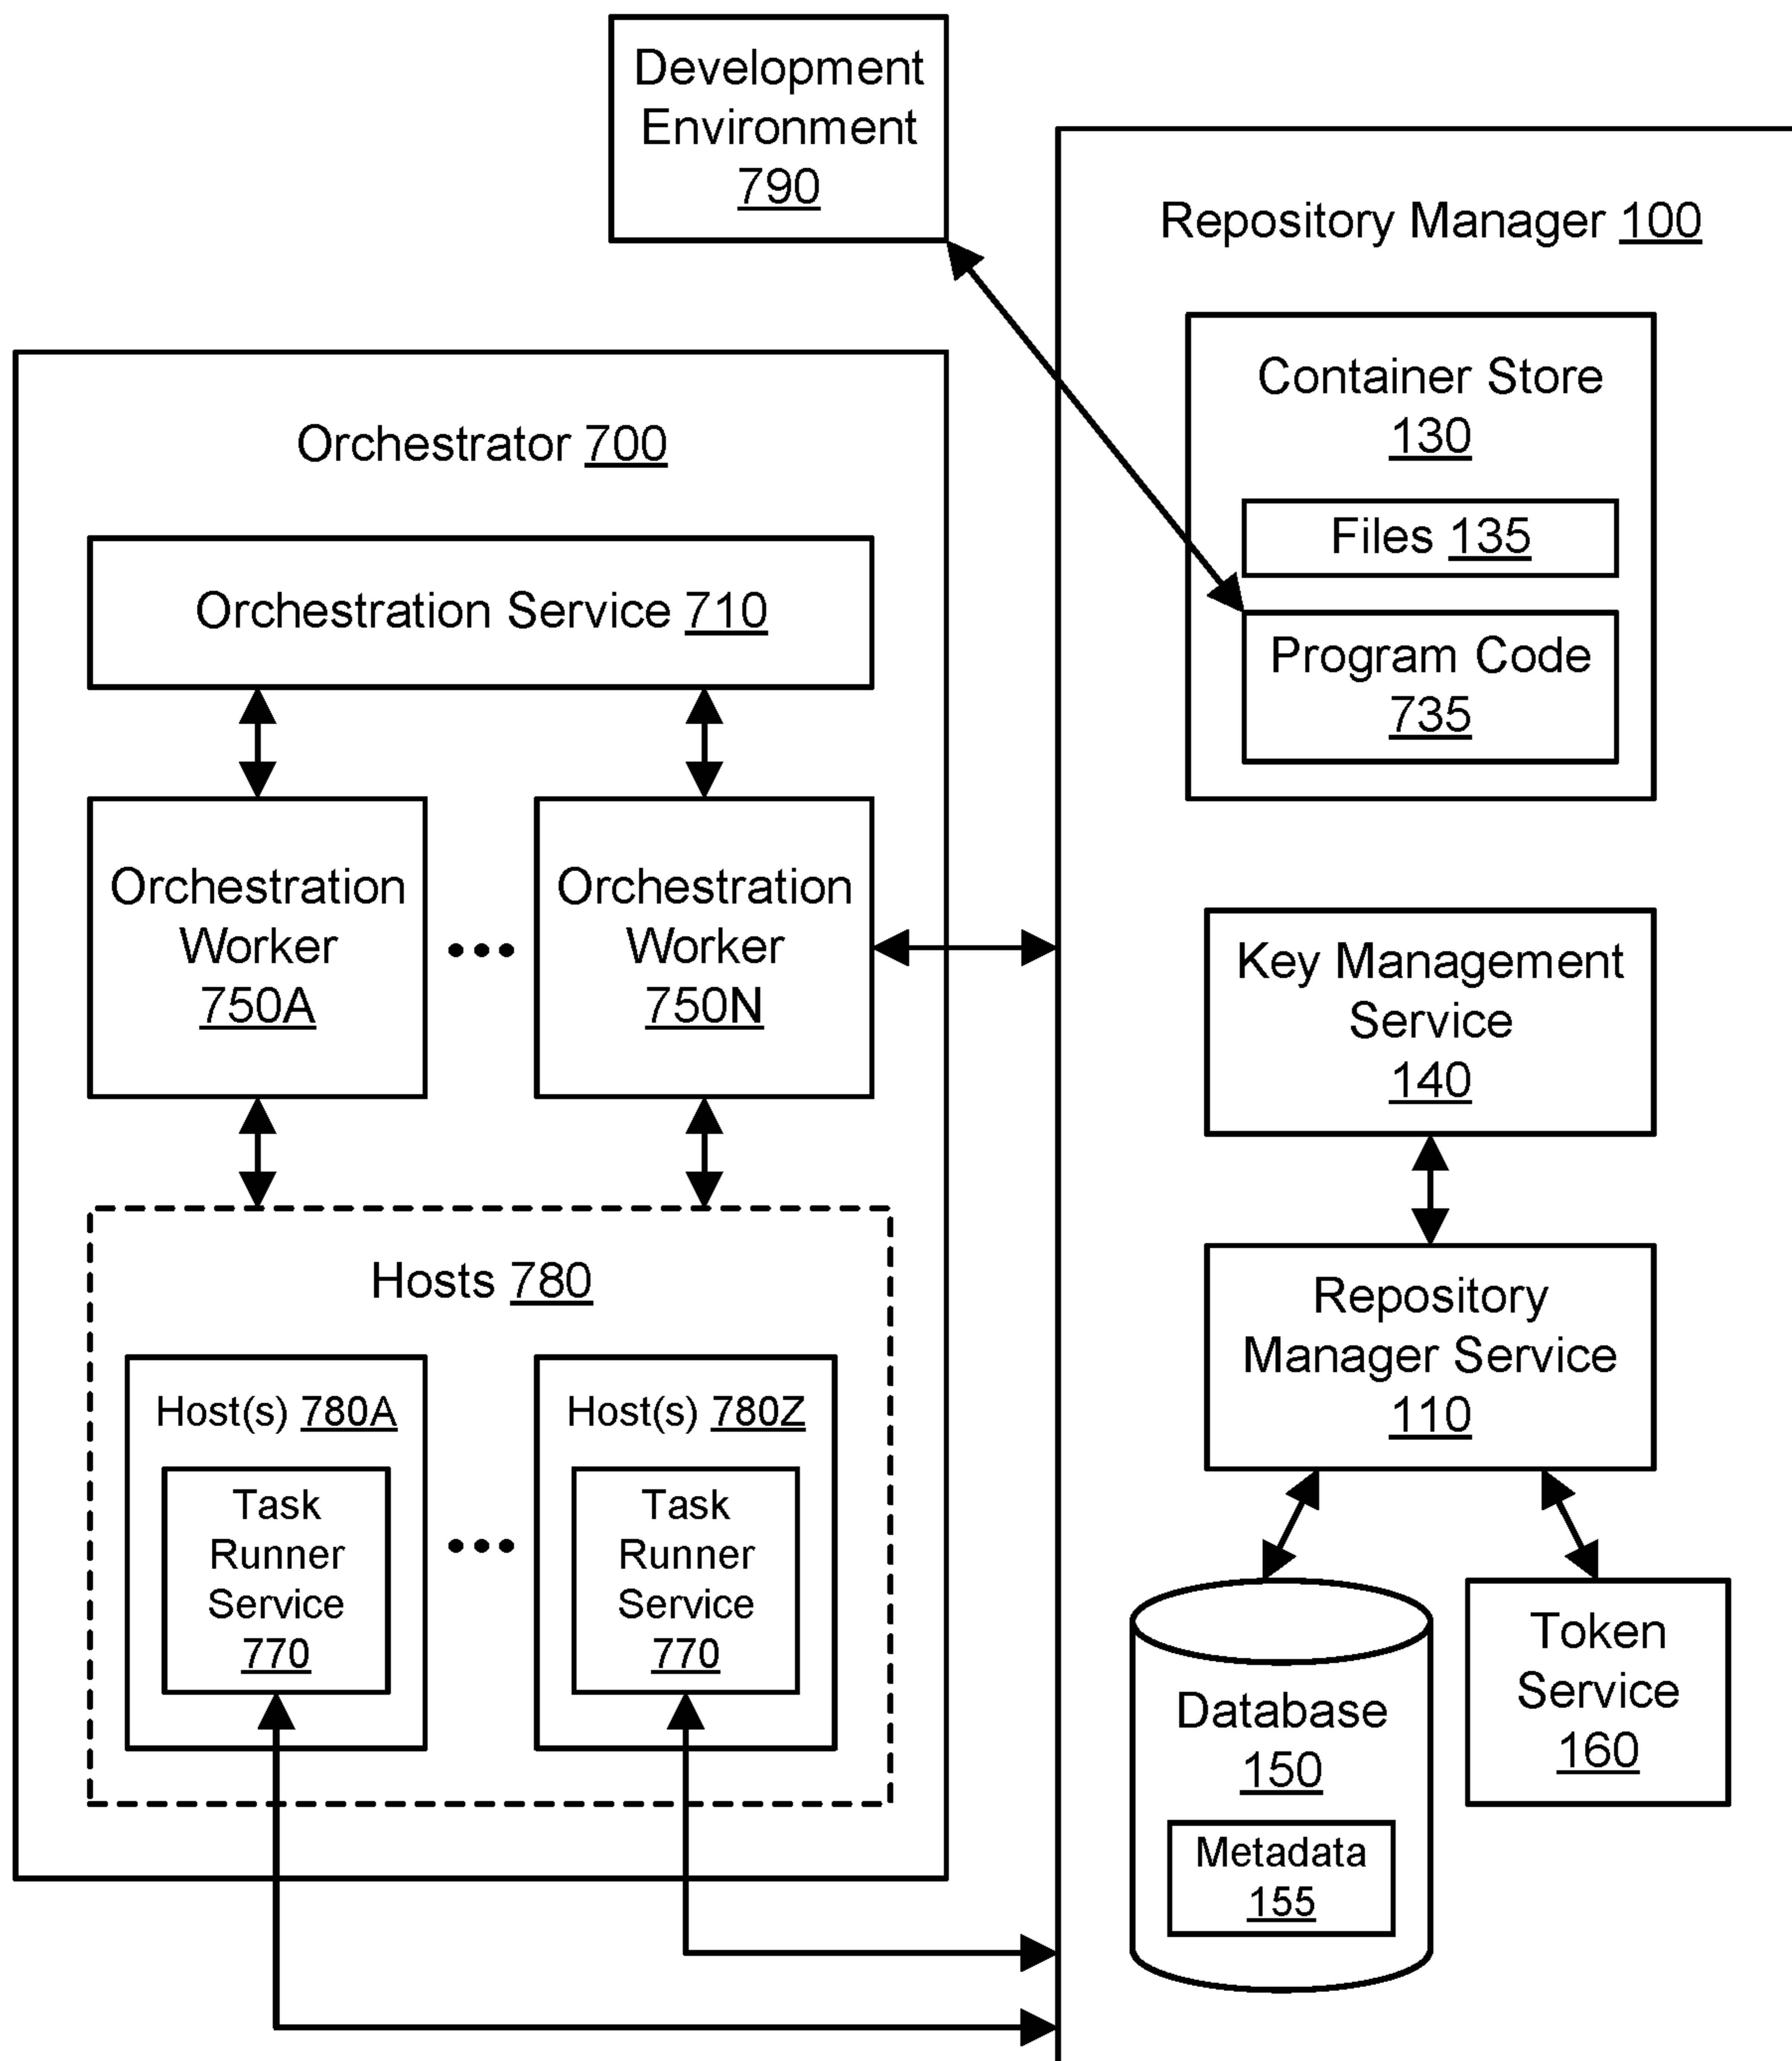 Development
Environment
790
Repository Manager 100
Container Store
130
Files 135
Program Code
735
Orchestrator 700
Orchestration Service 710
Orchestration
Worker
750A
Orchestration
Worker
750N
Key Management
Service
140
Hosts 780
Host(s) 780A
Task
Runner
Service
770
Host(s) 780Z
Task
Runner
Service
770
Repository
Manager Service
110
Database
150
Metadata
155
Token
Service
160